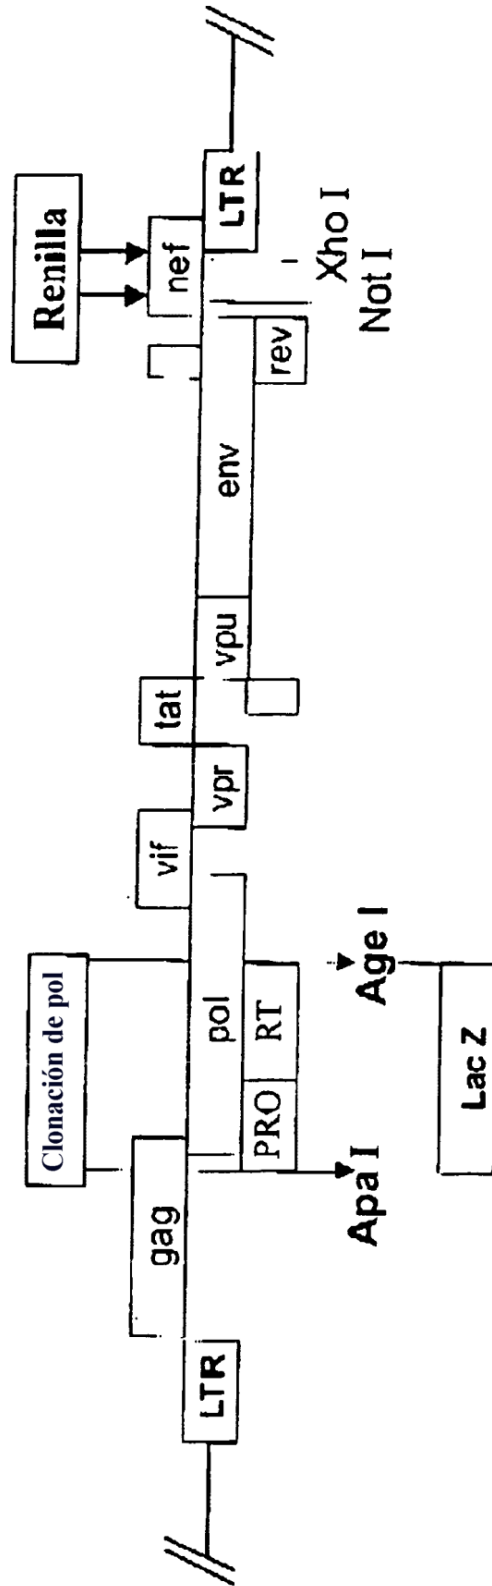 Clonación de pol
Renilla
gag
vif
tat
nef
LTR
pol
vpr
vpu
env
LTR
PRO
RT
rev
Apa I
Age I
Xho I
Not I
Lac Z